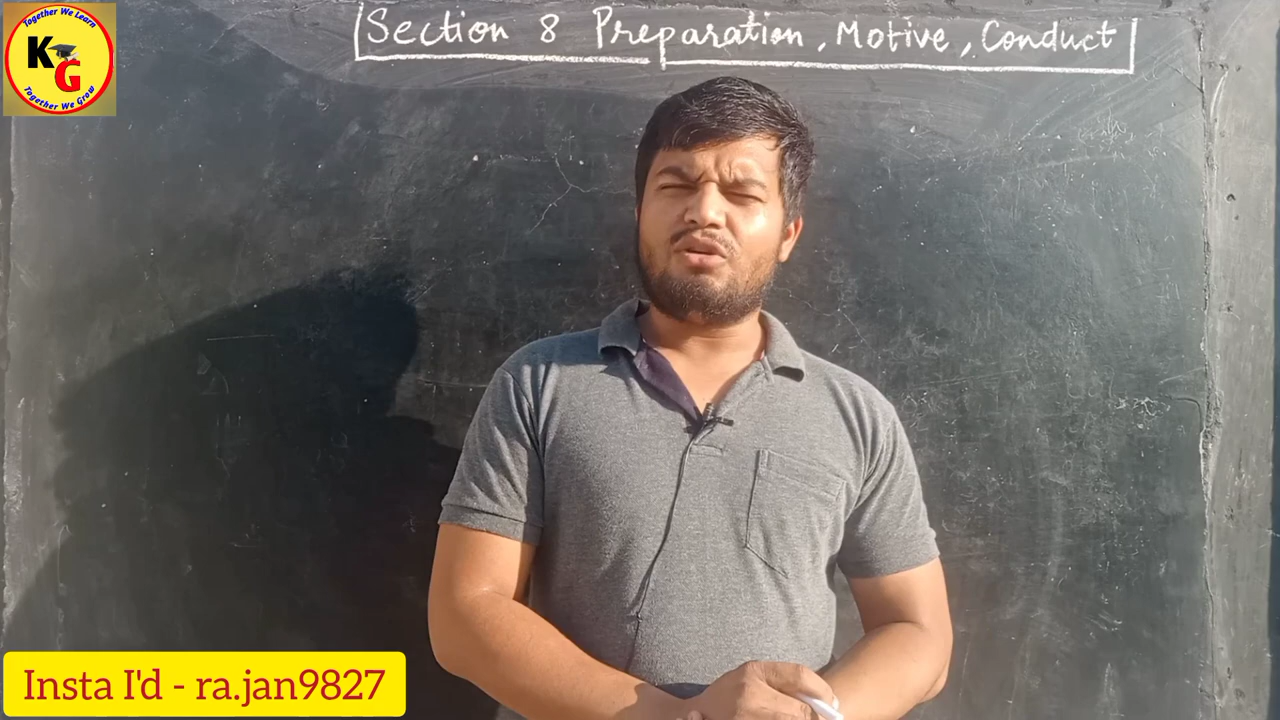 Together We Learn
KG
Together We Grow
Section 8 Preparation, Motive, Conduct
Insta I'd - ra.jan9827